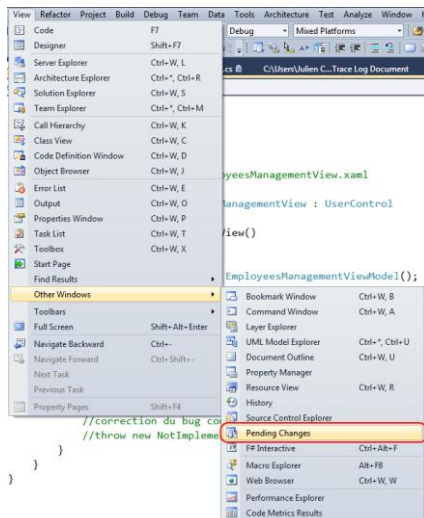 View Refactor Project Build Debug Team Data Tools Architecture Test Analyze Window
Code F7
Debug Mixed Platforms
Designer Shift+F7
Server Explorer Ctrl+W, L
.cs C:\Users\Julien C...Trace Log Document
Architecture Explorer Ctrl+*, Ctrl+R
Solution Explorer Ctrl+W, S
Team Explorer Ctrl+*, Ctrl+M
Call Hierarchy Ctrl+W, K
Class View Ctrl+W, C
Code Definition Window Ctrl+W, D
Object Browser Ctrl+W, J
oyeesManagementView.xaml
Error List Ctrl+W, E
Output Ctrl+W, O
ManagementView : UserControl
Properties Window Ctrl+W, P
Task List Ctrl+W, T
View()
Toolbox Ctrl+W, X
Start Page
Find Results
EmployeesManagementViewModel();
Other Windows
Bookmark Window Ctrl+W, B
Toolbars
Command Window Ctrl+W, A
Full Screen Shift+Alt+Enter
Layer Explorer
Navigate Backward Ctrl+-
UML Model Explorer Ctrl+*, Ctrl+U
Navigate Forward Ctrl+Shift+-
Document Outline Ctrl+W, U
Next Task
Property Manager
Previous Task
Resource View Ctrl+W, R
Property Pages Shift+F4
History
//correction du bug co
Source Control Explorer
//throw new NotImpleme
Pending Changes
}
F# Interactive Ctrl+Alt+F
}
Macro Explorer Alt+F8
}
Web Browser Ctrl+W, W
Performance Explorer
Code Metrics Results